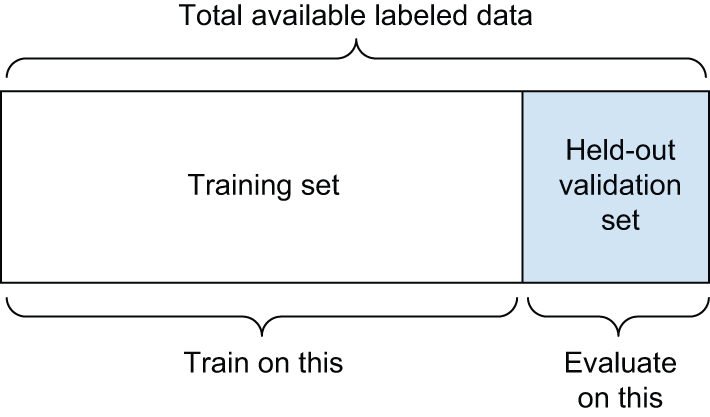 Total available labeled data
Training set
Held-out
validation
set
Train on this
Evaluate
on this